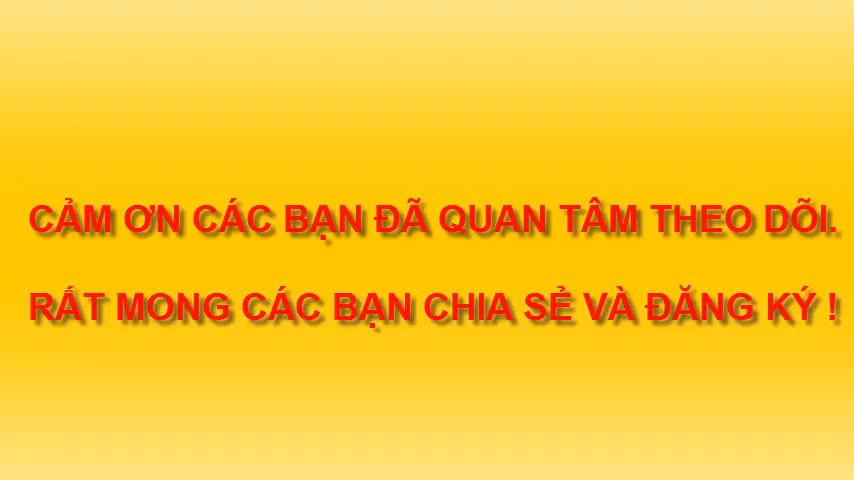 CẢM ƠN CÁC BẠN ĐÃ QUAN TÂM THEO DÕI.
RẤT MONG CÁC BẠN CHIA SẺ VÀ ĐĂNG KÝ !